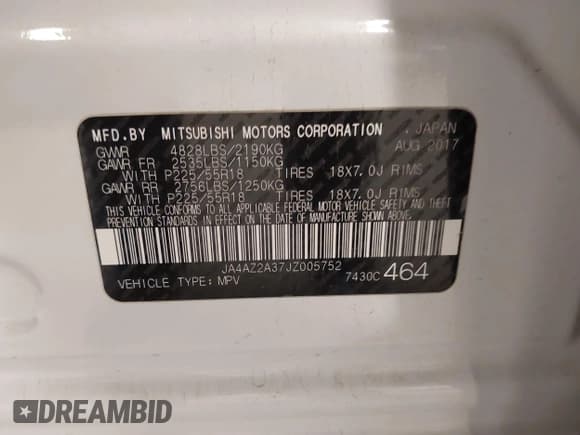 MFD.BY MITSUBISHI MOTORS CORPORATION JAPAN
GVWR 4828LBS/2190KG AUG 2017
GAWR FR 2535LBS/1150KG
WITH P225/55R18 TIRES 18X7.0J RIMS
GAWR RR 2756LBS/1250KG
WITH P225/55R18 TIRES 18X7.0J RIMS
THIS VEHICLE CONFORMS TO ALL APPLICABLE FEDERAL MOTOR VEHICLE SAFETY AND THEFT
PREVENTION STANDARDS IN EFFECT ON THE DATE OF MANUFACTURE SHOWN ABOVE.
JA4AZ2A37JZ005752
VEHICLE TYPE: MPV 7430C 464
DREAMBID